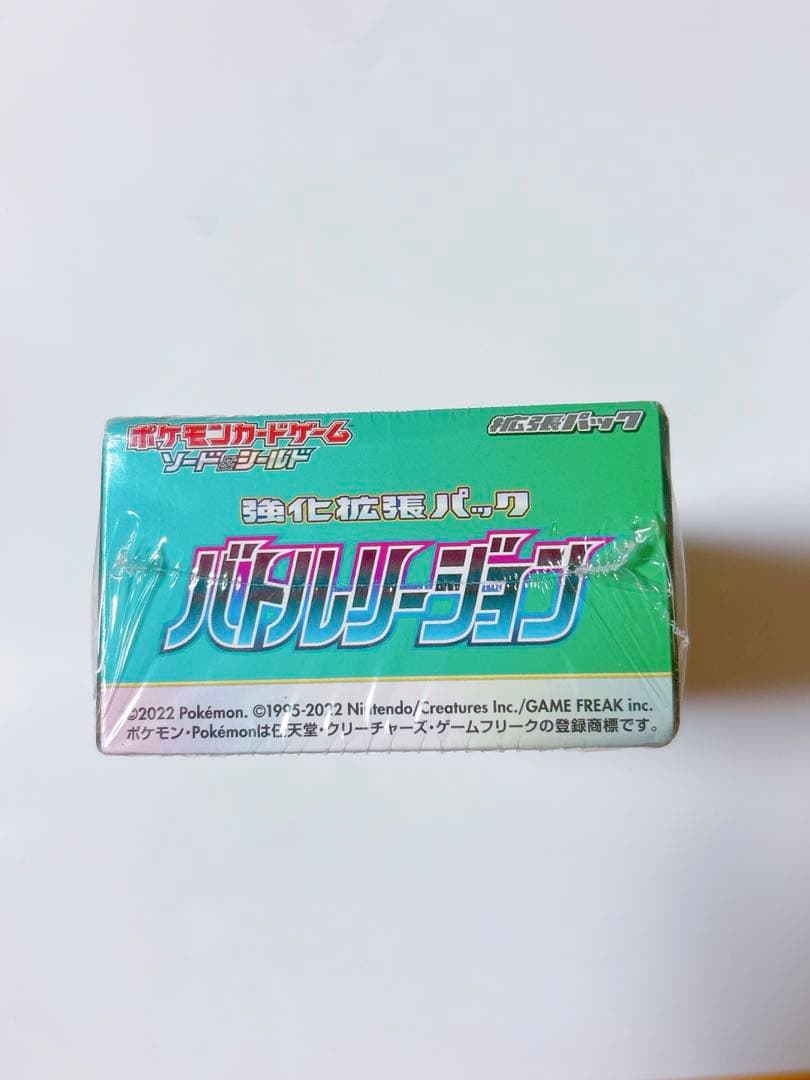 ポケモンカードゲーム
ソード&シールド
拡張パック
強化拡張パック
バトルリージョン
©2022 Pokémon. ©1995-2022 Nintendo/Creatures Inc./GAME FREAK inc.
ポケモン・Pokémonは任天堂・クリーチャーズ・ゲームフリークの登録商標です。